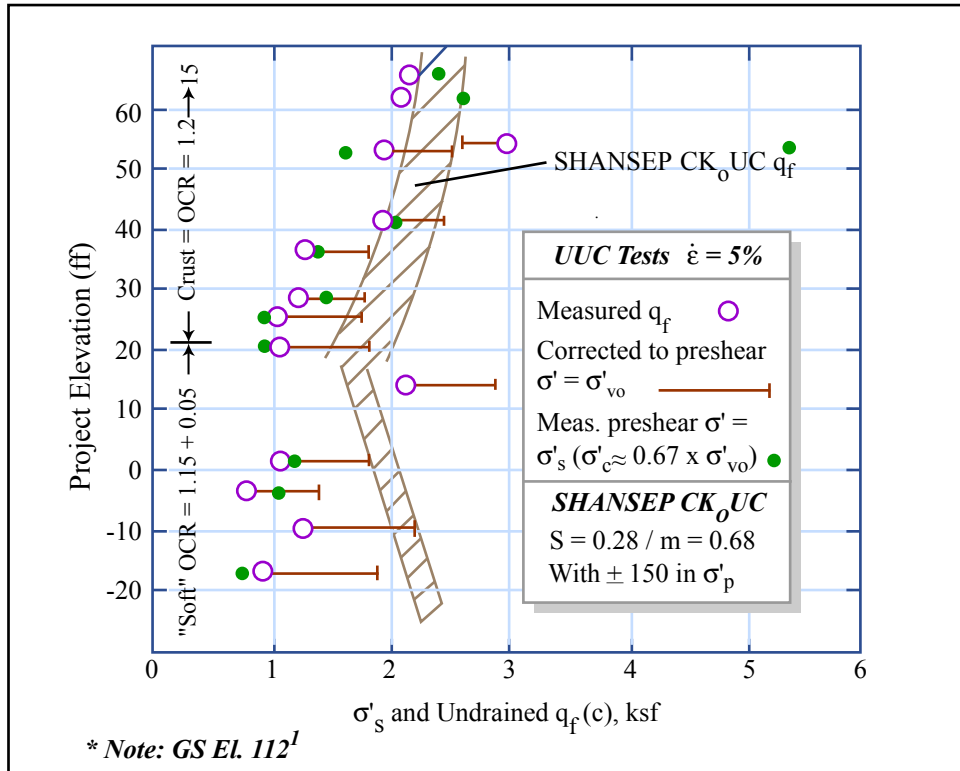 Project Elevation (ff)
"Soft" OCR = 1.15 + 0.05
Crust = OCR = 1.2 → 15
60
50
40
30
20
10
0
-10
-20
0 1 2 3 4 5 6
σ's and Undrained qf (c), ksf
SHANSEP CKoUC qf
UUC Tests ε̇ = 5%
Measured qf
Corrected to preshear
σ' = σ'vo
Meas. preshear σ' =
σ's (σ'c ≈ 0.67 x σ'vo)
SHANSEP CKoUC
S = 0.28 / m = 0.68
With ± 150 in σ'p
* Note: GS El. 112¹